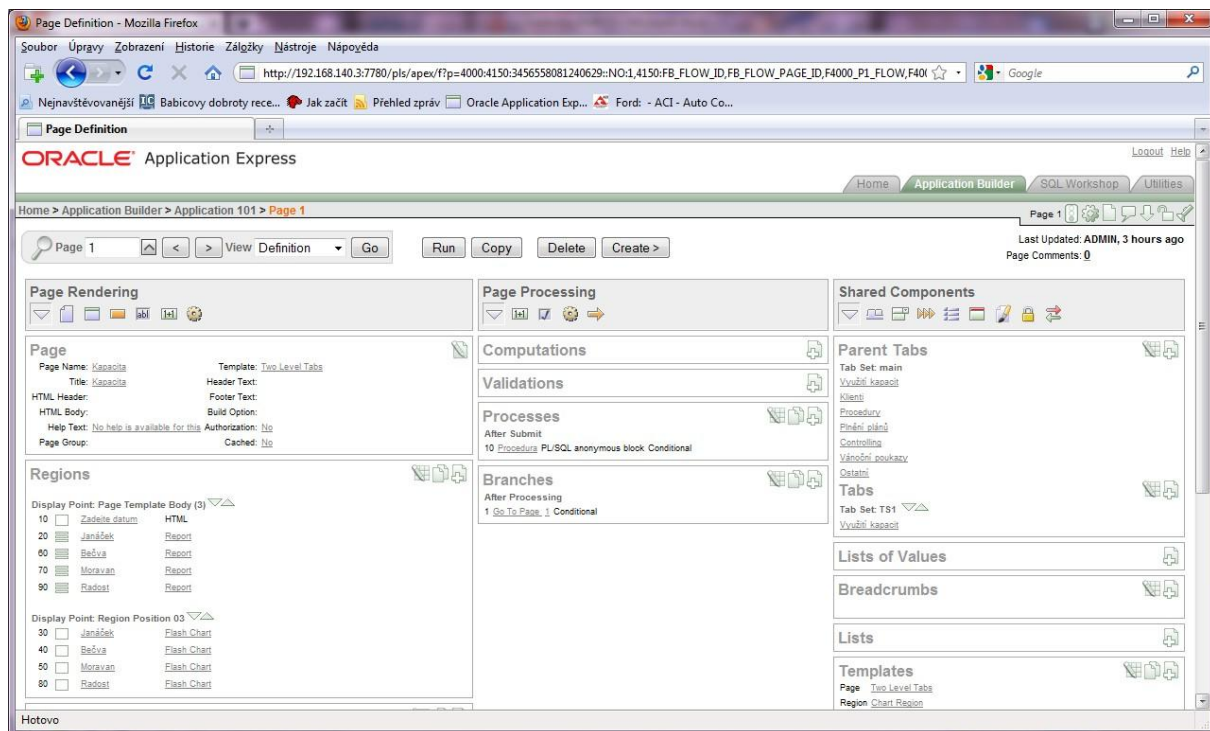 Page Definition - Mozilla Firefox
Soubor Úpravy Zobrazení Historie Záložky Nástroje Nápověda
http://192.168.140.3:7780/pls/apex/f?p=4000:4150:3456558081240629::NO:1,4150:FB_FLOW_ID,FB_FLOW_PAGE_ID,F4000_P1_FLOW,F40(
Google
Nejnavštěvovanější Babicovy dobroty rece... Jak začít Přehled zpráv Oracle Application Exp... Ford: - ACI - Auto Co...
Page Definition
ORACLE Application Express
Logout Help
Home Application Builder SQL Workshop Utilities
Home > Application Builder > Application 101 > Page 1
Page 1
Page 1 < > View Definition Go Run Copy Delete Create >
Last Updated: ADMIN, 3 hours ago
Page Comments: 0
Page Rendering
Page
Page Name: Kapacita Template: Two Level Tabs
Title: Kapacita Header Text:
HTML Header: Footer Text:
HTML Body: Build Option:
Help Text: No help is available for this Authorization: No
Page Group: Cached: No
Regions
Display Point: Page Template Body (3)
10 Zadejte datum HTML
20 Janáček Report
60 Bečva Report
70 Moravan Report
90 Radost Report
Display Point: Region Position 03
30 Janáček Flash Chart
40 Bečva Flash Chart
50 Moravan Flash Chart
80 Radost Flash Chart
Page Processing
Computations
Validations
Processes
After Submit
10 Procedura PL/SQL anonymous block Conditional
Branches
After Processing
1 Go To Page 1 Conditional
Shared Components
Parent Tabs
Tab Set: main
Využití kapacit
Klienti
Procedury
Plnění plánů
Controlling
Vánoční poukazy
Ostatní
Tabs
Tab Set: TS1
Využití kapacit
Lists of Values
Breadcrumbs
Lists
Templates
Page Two Level Tabs
Region Chart Region
Hotovo